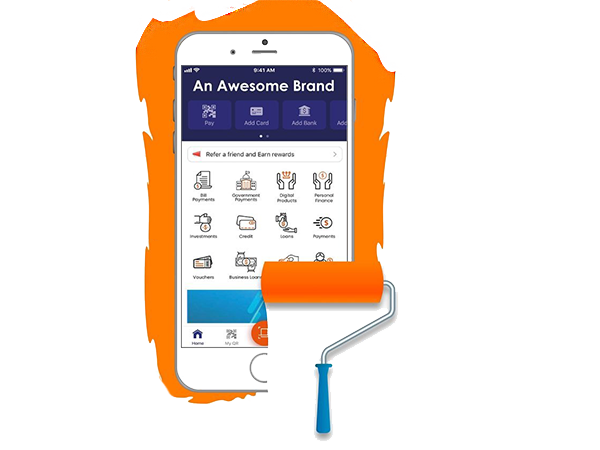 9:41 AM
100%
An Awesome Brand
Pay
Add Card
Add Bank
Add
Refer a friend and Earn rewards
Bill
Payments
Government
Payments
Digital
Products
Personal
Finance
Investments
Credit
Loans
Payments
Vouchers
Business Loans
Home
My QR